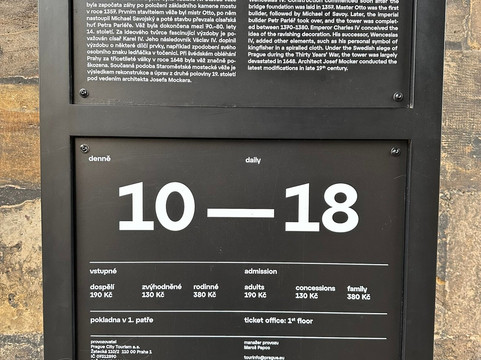 byla započata záhy po položení základního kamene mostu
v roce 1357. Prvním stavitelem věže byl mistr Otto, po něm
nastoupil Michael Savojský a poté stavbu převzala císařská
huť Petra Parléře. Věž byla dokončena mezi 90.–80. lety
14. století. Za ideového tvůrce fascinující výzdoby je po-
važován císař Karel IV. Jeho následovník Václav IV. doplnil
výzdobu o některé dílčí prvky, například zpodobení svého
osobního znaku ledňáčka v točenici. Při švédském obléhání
Prahy za třicetileté války v roce 1648 byla věž značně po-
škozena. Současná podoba Staroměstské mostecké věže je
výsledkem rekonstrukce a úprav z druhé poloviny 19. století
pod vedením architekta Josefa Mockera.
bridge foundation was laid in 1357. Master Otto was the first
builder, followed by Michael of Savoy. Later, the imperial
builder Petr Parléř took over, and the tower was complet-
ed between 1370–1380. Emperor Charles IV conceived the
idea of the ravishing decoration. His successor, Wenceslas
IV, added other elements, such as his personal symbol of
kingfisher in a spiralled cloth. Under the Swedish siege of
Prague during the Thirty Years' War, the tower was largely
devastated in 1648. Architect Josef Mocker conducted the
latest modifications in late 19th century.
denně daily
10 — 18
vstupné admission
dospělí zvýhodněné rodinné adults concessions family
190 Kč 130 Kč 380 Kč 190 Kč 130 Kč 380 Kč
pokladna v 1. patře ticket office: 1st floor
provozovatel
Prague City Tourism a.s.
Žatecká 110/2 110 00 Praha 1
IČ 07312890
manažer provozu
Maroš Papco
tourinfo@prague.eu